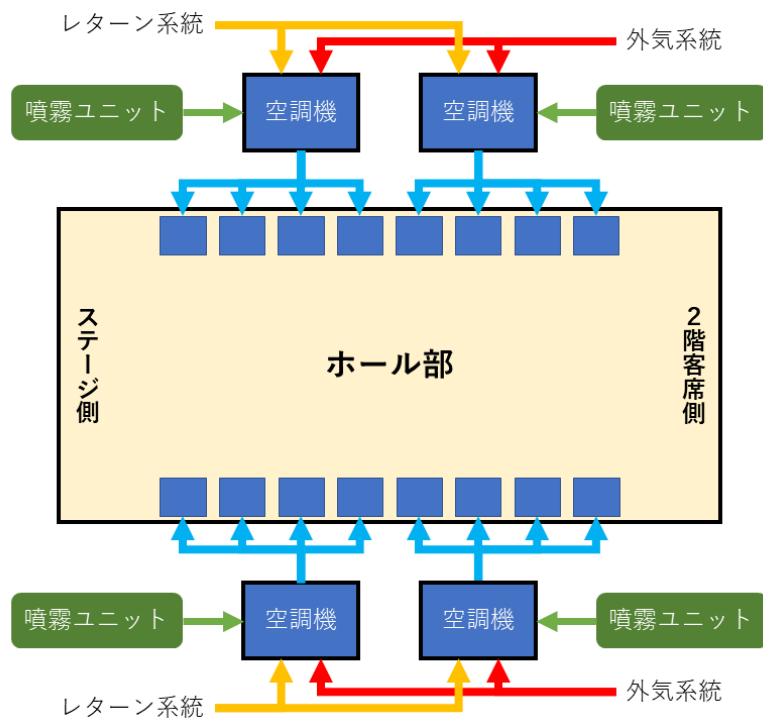 レターン系統
外気系統
噴霧ユニット
空調機
空調機
噴霧ユニット
ステージ側
ホール部
2階客席側
噴霧ユニット
空調機
空調機
噴霧ユニット
レターン系統
外気系統